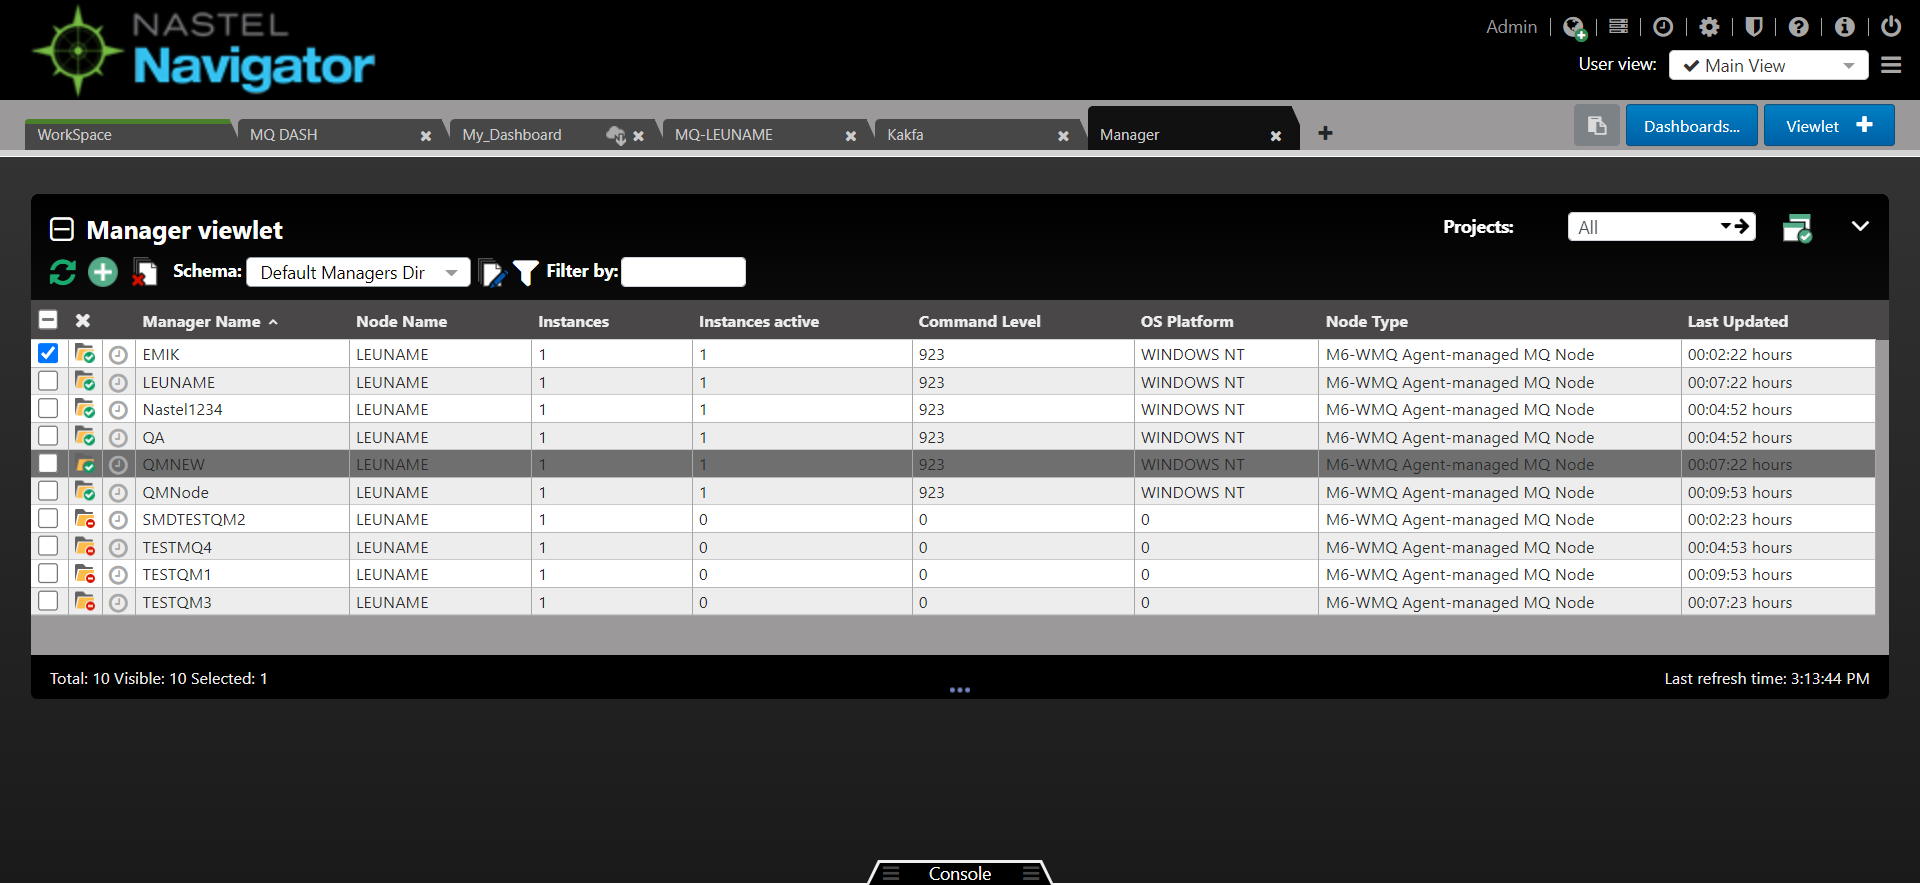 NASTEL
Navigator
Admin
User view: Main View
WorkSpace MQ DASH My_Dashboard MQ-LEUNAME Kakfa Manager Dashboards... Viewlet
Manager viewlet Projects: All
Schema: Default Managers Dir Filter by:
Manager Name Node Name Instances Instances active Command Level OS Platform Node Type Last Updated
EMIK LEUNAME 1 1 923 WINDOWS NT M6-WMQ Agent-managed MQ Node 00:02:22 hours
LEUNAME LEUNAME 1 1 923 WINDOWS NT M6-WMQ Agent-managed MQ Node 00:07:22 hours
Nastel1234 LEUNAME 1 1 923 WINDOWS NT M6-WMQ Agent-managed MQ Node 00:04:52 hours
QA LEUNAME 1 1 923 WINDOWS NT M6-WMQ Agent-managed MQ Node 00:04:52 hours
QMNEW LEUNAME 1 1 923 WINDOWS NT M6-WMQ Agent-managed MQ Node 00:07:22 hours
QMNode LEUNAME 1 1 923 WINDOWS NT M6-WMQ Agent-managed MQ Node 00:09:53 hours
SMDTESTQM2 LEUNAME 1 0 0 0 M6-WMQ Agent-managed MQ Node 00:02:23 hours
TESTMQ4 LEUNAME 1 0 0 0 M6-WMQ Agent-managed MQ Node 00:04:53 hours
TESTQM1 LEUNAME 1 0 0 0 M6-WMQ Agent-managed MQ Node 00:09:53 hours
TESTQM3 LEUNAME 1 0 0 0 M6-WMQ Agent-managed MQ Node 00:07:23 hours
Total: 10 Visible: 10 Selected: 1 Last refresh time: 3:13:44 PM
Console